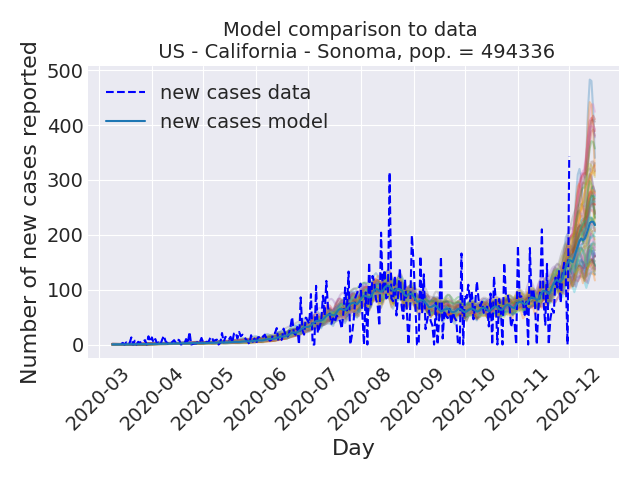 Model comparison to data
US - California - Sonoma, pop. = 494336
Number of new cases reported
500
400
300
200
100
0
new cases data
new cases model
2020-03
2020-04
2020-05
2020-06
2020-07
2020-08
2020-09
2020-10
2020-11
2020-12
Day